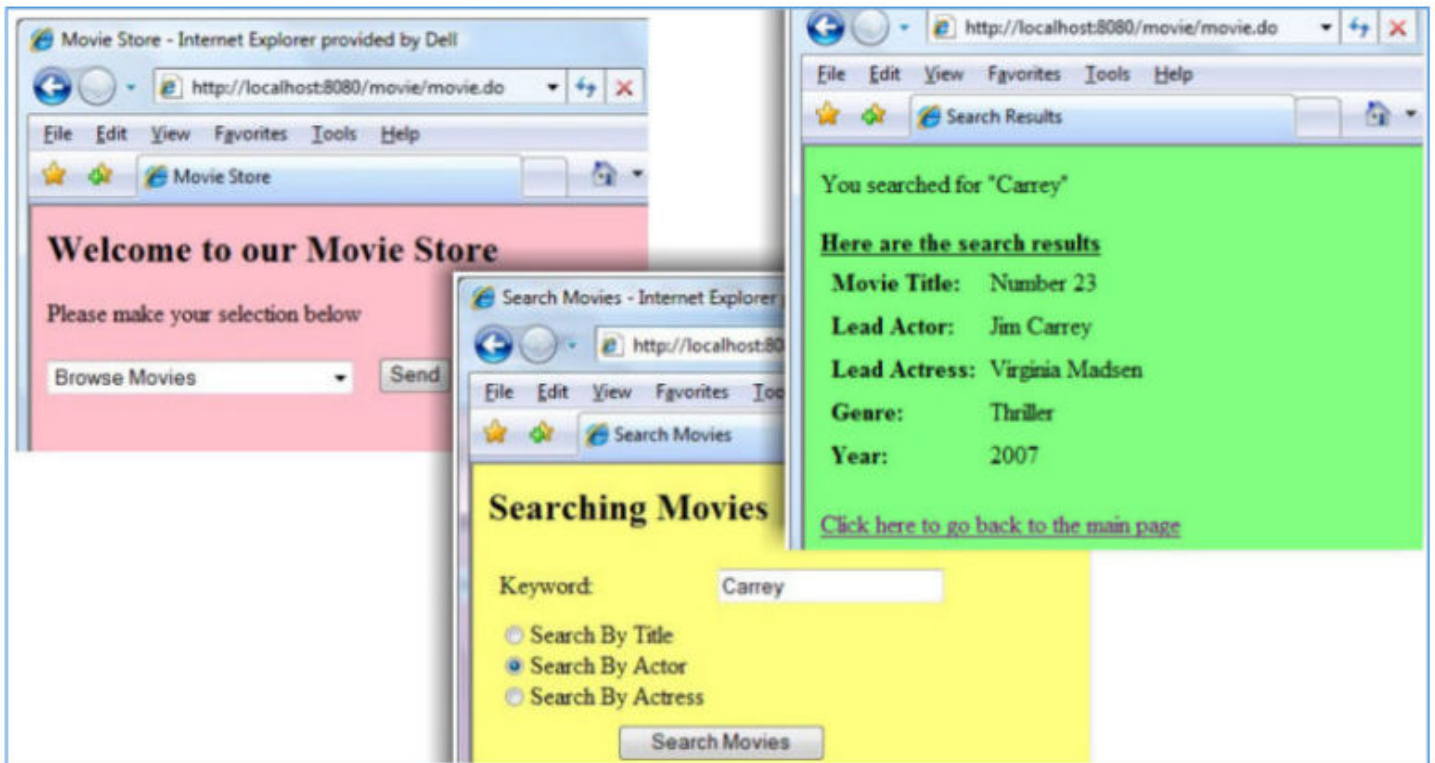 Movie Store - Internet Explorer provided by Dell
http://localhost:8080/movie/movie.do
File Edit View Favorites Tools Help
Movie Store
Welcome to our Movie Store
Please make your selection below
Browse Movies Send
Search Movies - Internet Explorer
http://localhost:80
File Edit View Favorites Too
Search Movies
Searching Movies
Keyword: Carrey
Search By Title
Search By Actor
Search By Actress
Search Movies
http://localhost:8080/movie/movie.do
File Edit View Favorites Tools Help
Search Results
You searched for "Carrey"
Here are the search results
Movie Title: Number 23
Lead Actor: Jim Carrey
Lead Actress: Virginia Madsen
Genre: Thriller
Year: 2007
Click here to go back to the main page